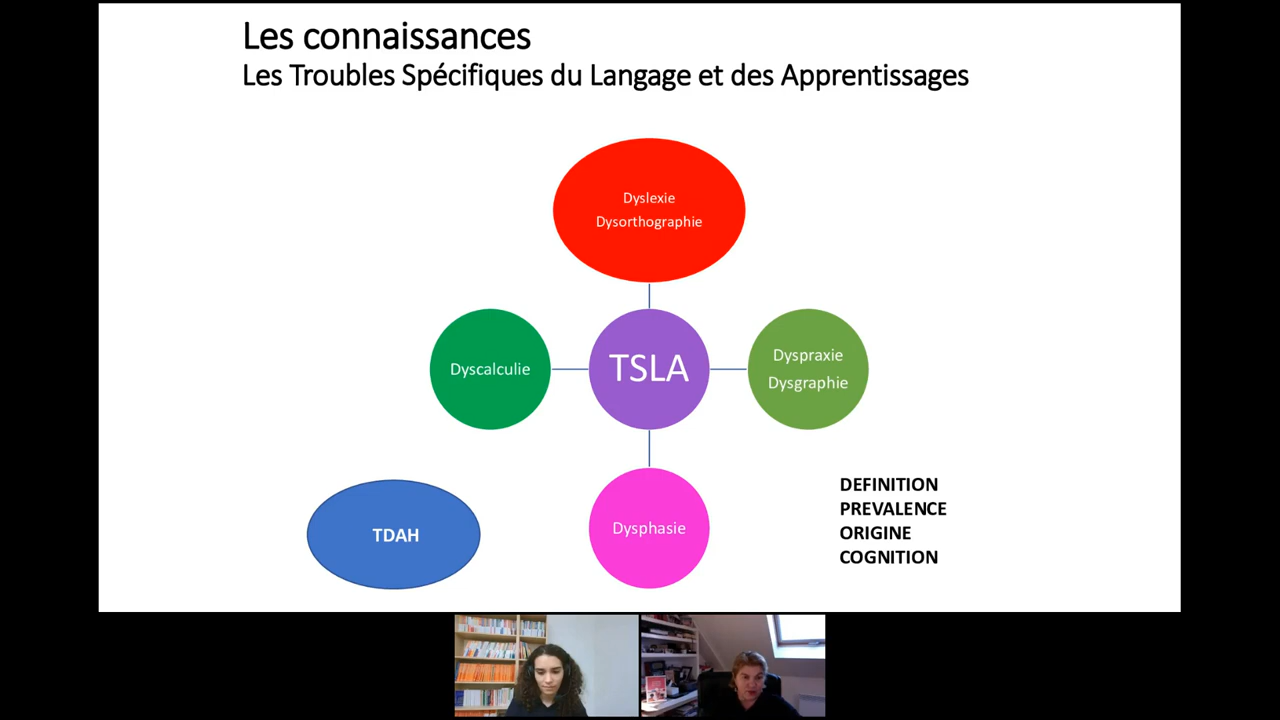 Les connaissances
Les Troubles Spécifiques du Langage et des Apprentissages
Dyslexie
Dysorthographie
Dyscalculie
TSLA
Dyspraxie
Dysgraphie
TDAH
Dysphasie
DEFINITION
PREVALENCE
ORIGINE
COGNITION